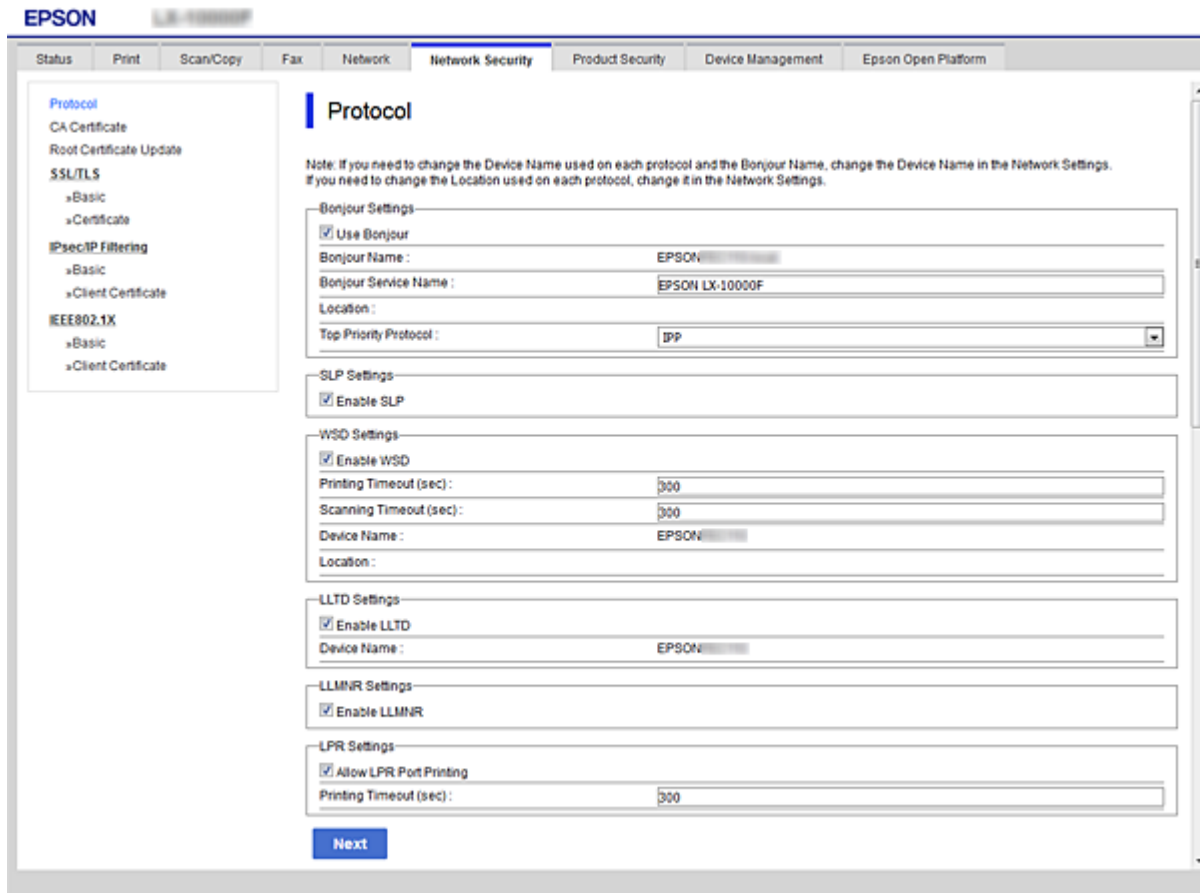 EPSON
Status Print Scan/Copy Fax Network Network Security Product Security Device Management Epson Open Platform
Protocol
CA Certificate
Root Certificate Update
SSL/TLS
»Basic
»Certificate
IPsec/IP Filtering
»Basic
»Client Certificate
IEEE802.1X
»Basic
»Client Certificate
Protocol
Note: If you need to change the Device Name used on each protocol and the Bonjour Name, change the Device Name in the Network Settings.
If you need to change the Location used on each protocol, change it in the Network Settings.
Bonjour Settings
Use Bonjour
Bonjour Name : EPSON
Bonjour Service Name : EPSON LX-10000F
Location :
Top Priority Protocol : IPP
SLP Settings
Enable SLP
WSD Settings
Enable WSD
Printing Timeout (sec) : 300
Scanning Timeout (sec) : 300
Device Name : EPSON
Location :
LLTD Settings
Enable LLTD
Device Name : EPSON
LLMNR Settings
Enable LLMNR
LPR Settings
Allow LPR Port Printing
Printing Timeout (sec) : 300
Next